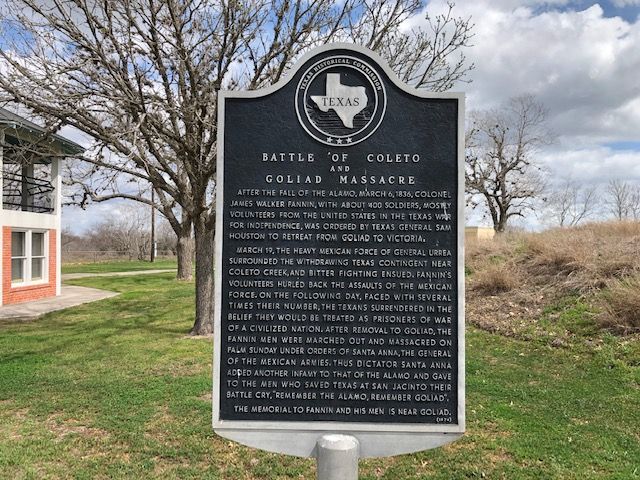 TEXAS HISTORICAL COMMISSION
TEXAS
BATTLE OF COLETO
AND
GOLIAD MASSACRE
AFTER THE FALL OF THE ALAMO, MARCH 6, 1836, COLONEL
JAMES WALKER FANNIN, WITH ABOUT 400 SOLDIERS, MOSTLY
VOLUNTEERS FROM THE UNITED STATES IN THE TEXAS WAR
FOR INDEPENDENCE, WAS ORDERED BY TEXAS GENERAL SAM
HOUSTON TO RETREAT FROM GOLIAD TO VICTORIA.
MARCH 19, THE HEAVY MEXICAN FORCE OF GENERAL URREA
SURROUNDED THE WITHDRAWING TEXAS CONTINGENT NEAR
COLETO CREEK, AND BITTER FIGHTING ENSUED. FANNIN'S
VOLUNTEERS HURLED BACK THE ASSAULTS OF THE MEXICAN
FORCE. ON THE FOLLOWING DAY, FACED WITH SEVERAL
TIMES THEIR NUMBER, THE TEXANS SURRENDERED IN THE
BELIEF THEY WOULD BE TREATED AS PRISONERS OF WAR
OF A CIVILIZED NATION. AFTER REMOVAL TO GOLIAD, THE
FANNIN MEN WERE MARCHED OUT AND MASSACRED ON
PALM SUNDAY UNDER ORDERS OF SANTA ANNA, THE GENERAL
OF THE MEXICAN ARMIES. THUS DICTATOR SANTA ANNA
ADDED ANOTHER INFAMY TO THAT OF THE ALAMO AND GAVE
TO THE MEN WHO SAVED TEXAS AT SAN JACINTO THEIR
BATTLE CRY, "REMEMBER THE ALAMO, REMEMBER GOLIAD".
THE MEMORIAL TO FANNIN AND HIS MEN IS NEAR GOLIAD.